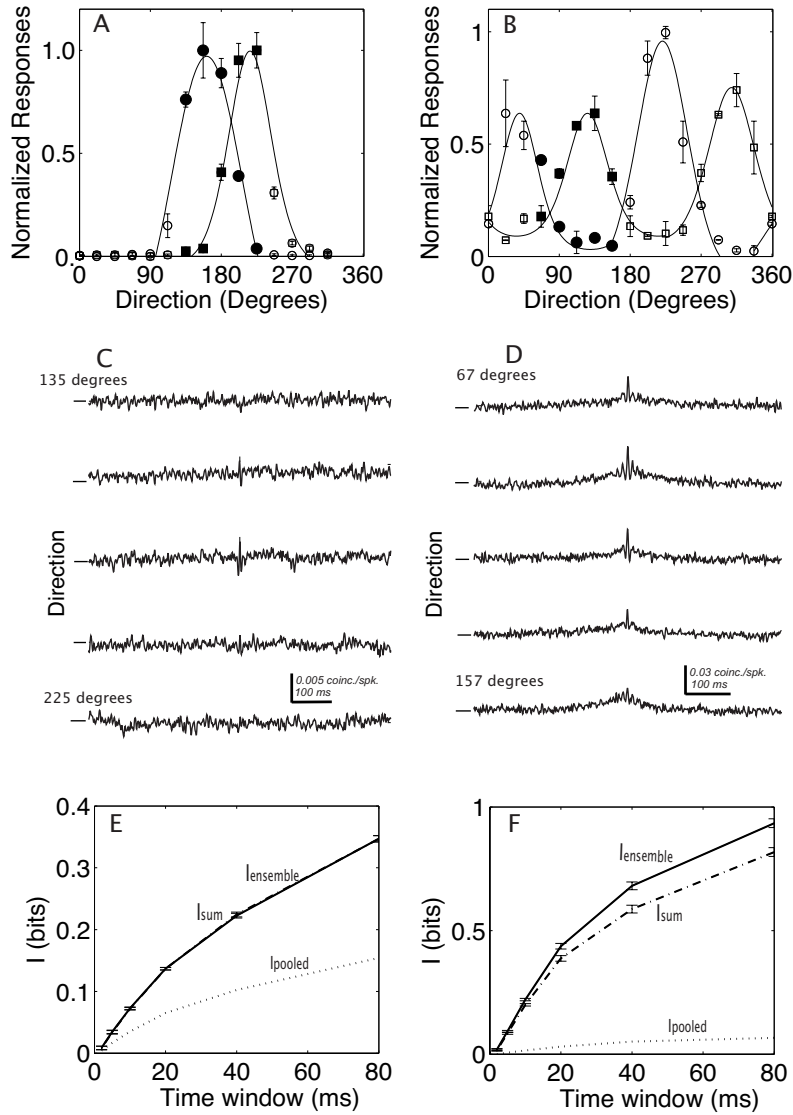 A
Normalized Responses
1.0
0.5
0.
0
90
180
270
360
Direction (Degrees)
B
Normalized Responses
1
0.5
0
0
90
180
270
360
Direction (Degrees)
C
135 degrees
Direction
225 degrees
0.005 coinc./spk.
100 ms
D
67 degrees
Direction
157 degrees
0.03 coinc./spk.
100 ms
E
I (bits)
0.4
0.3
0.2
0.1
0
Iensemble
Isum
Ipooled
0
20
40
60
80
Time window (ms)
F
I (bits)
1
0.5
0
Iensemble
Isum
Ipooled
0
20
40
60
80
Time window (ms)